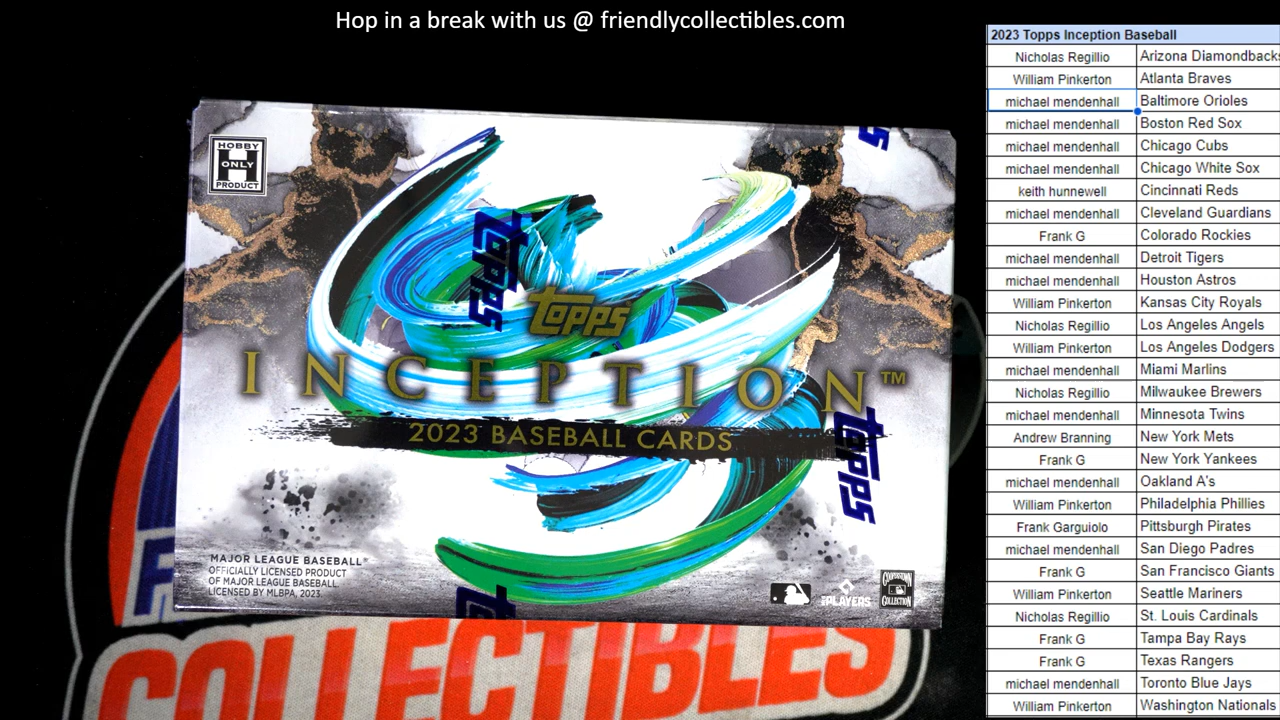 Hop in a break with us @ friendlycollectibles.com
2023 Topps Inception Baseball
Nicholas Regillio Arizona Diamondbacks
William Pinkerton Atlanta Braves
michael mendenhall Baltimore Orioles
michael mendenhall Boston Red Sox
michael mendenhall Chicago Cubs
michael mendenhall Chicago White Sox
keith hunnewell Cincinnati Reds
michael mendenhall Cleveland Guardians
Frank G Colorado Rockies
michael mendenhall Detroit Tigers
michael mendenhall Houston Astros
William Pinkerton Kansas City Royals
Nicholas Regillio Los Angeles Angels
William Pinkerton Los Angeles Dodgers
michael mendenhall Miami Marlins
Nicholas Regillio Milwaukee Brewers
michael mendenhall Minnesota Twins
Andrew Branning New York Mets
Frank G New York Yankees
michael mendenhall Oakland A's
William Pinkerton Philadelphia Phillies
Frank Garguiolo Pittsburgh Pirates
michael mendenhall San Diego Padres
Frank G San Francisco Giants
William Pinkerton Seattle Mariners
Nicholas Regillio St. Louis Cardinals
Frank G Tampa Bay Rays
Frank G Texas Rangers
michael mendenhall Toronto Blue Jays
William Pinkerton Washington Nationals
HOBBY
H
ONLY
PRODUCT
topps
topps
INCEPTION™
2023 BASEBALL CARDS
topps
MAJOR LEAGUE BASEBALL®
OFFICIALLY LICENSED PRODUCT
OF MAJOR LEAGUE BASEBALL
LICENSED BY MLBPA, 2023.
PLAYERS
COLLECTION
COLLECTIBLES